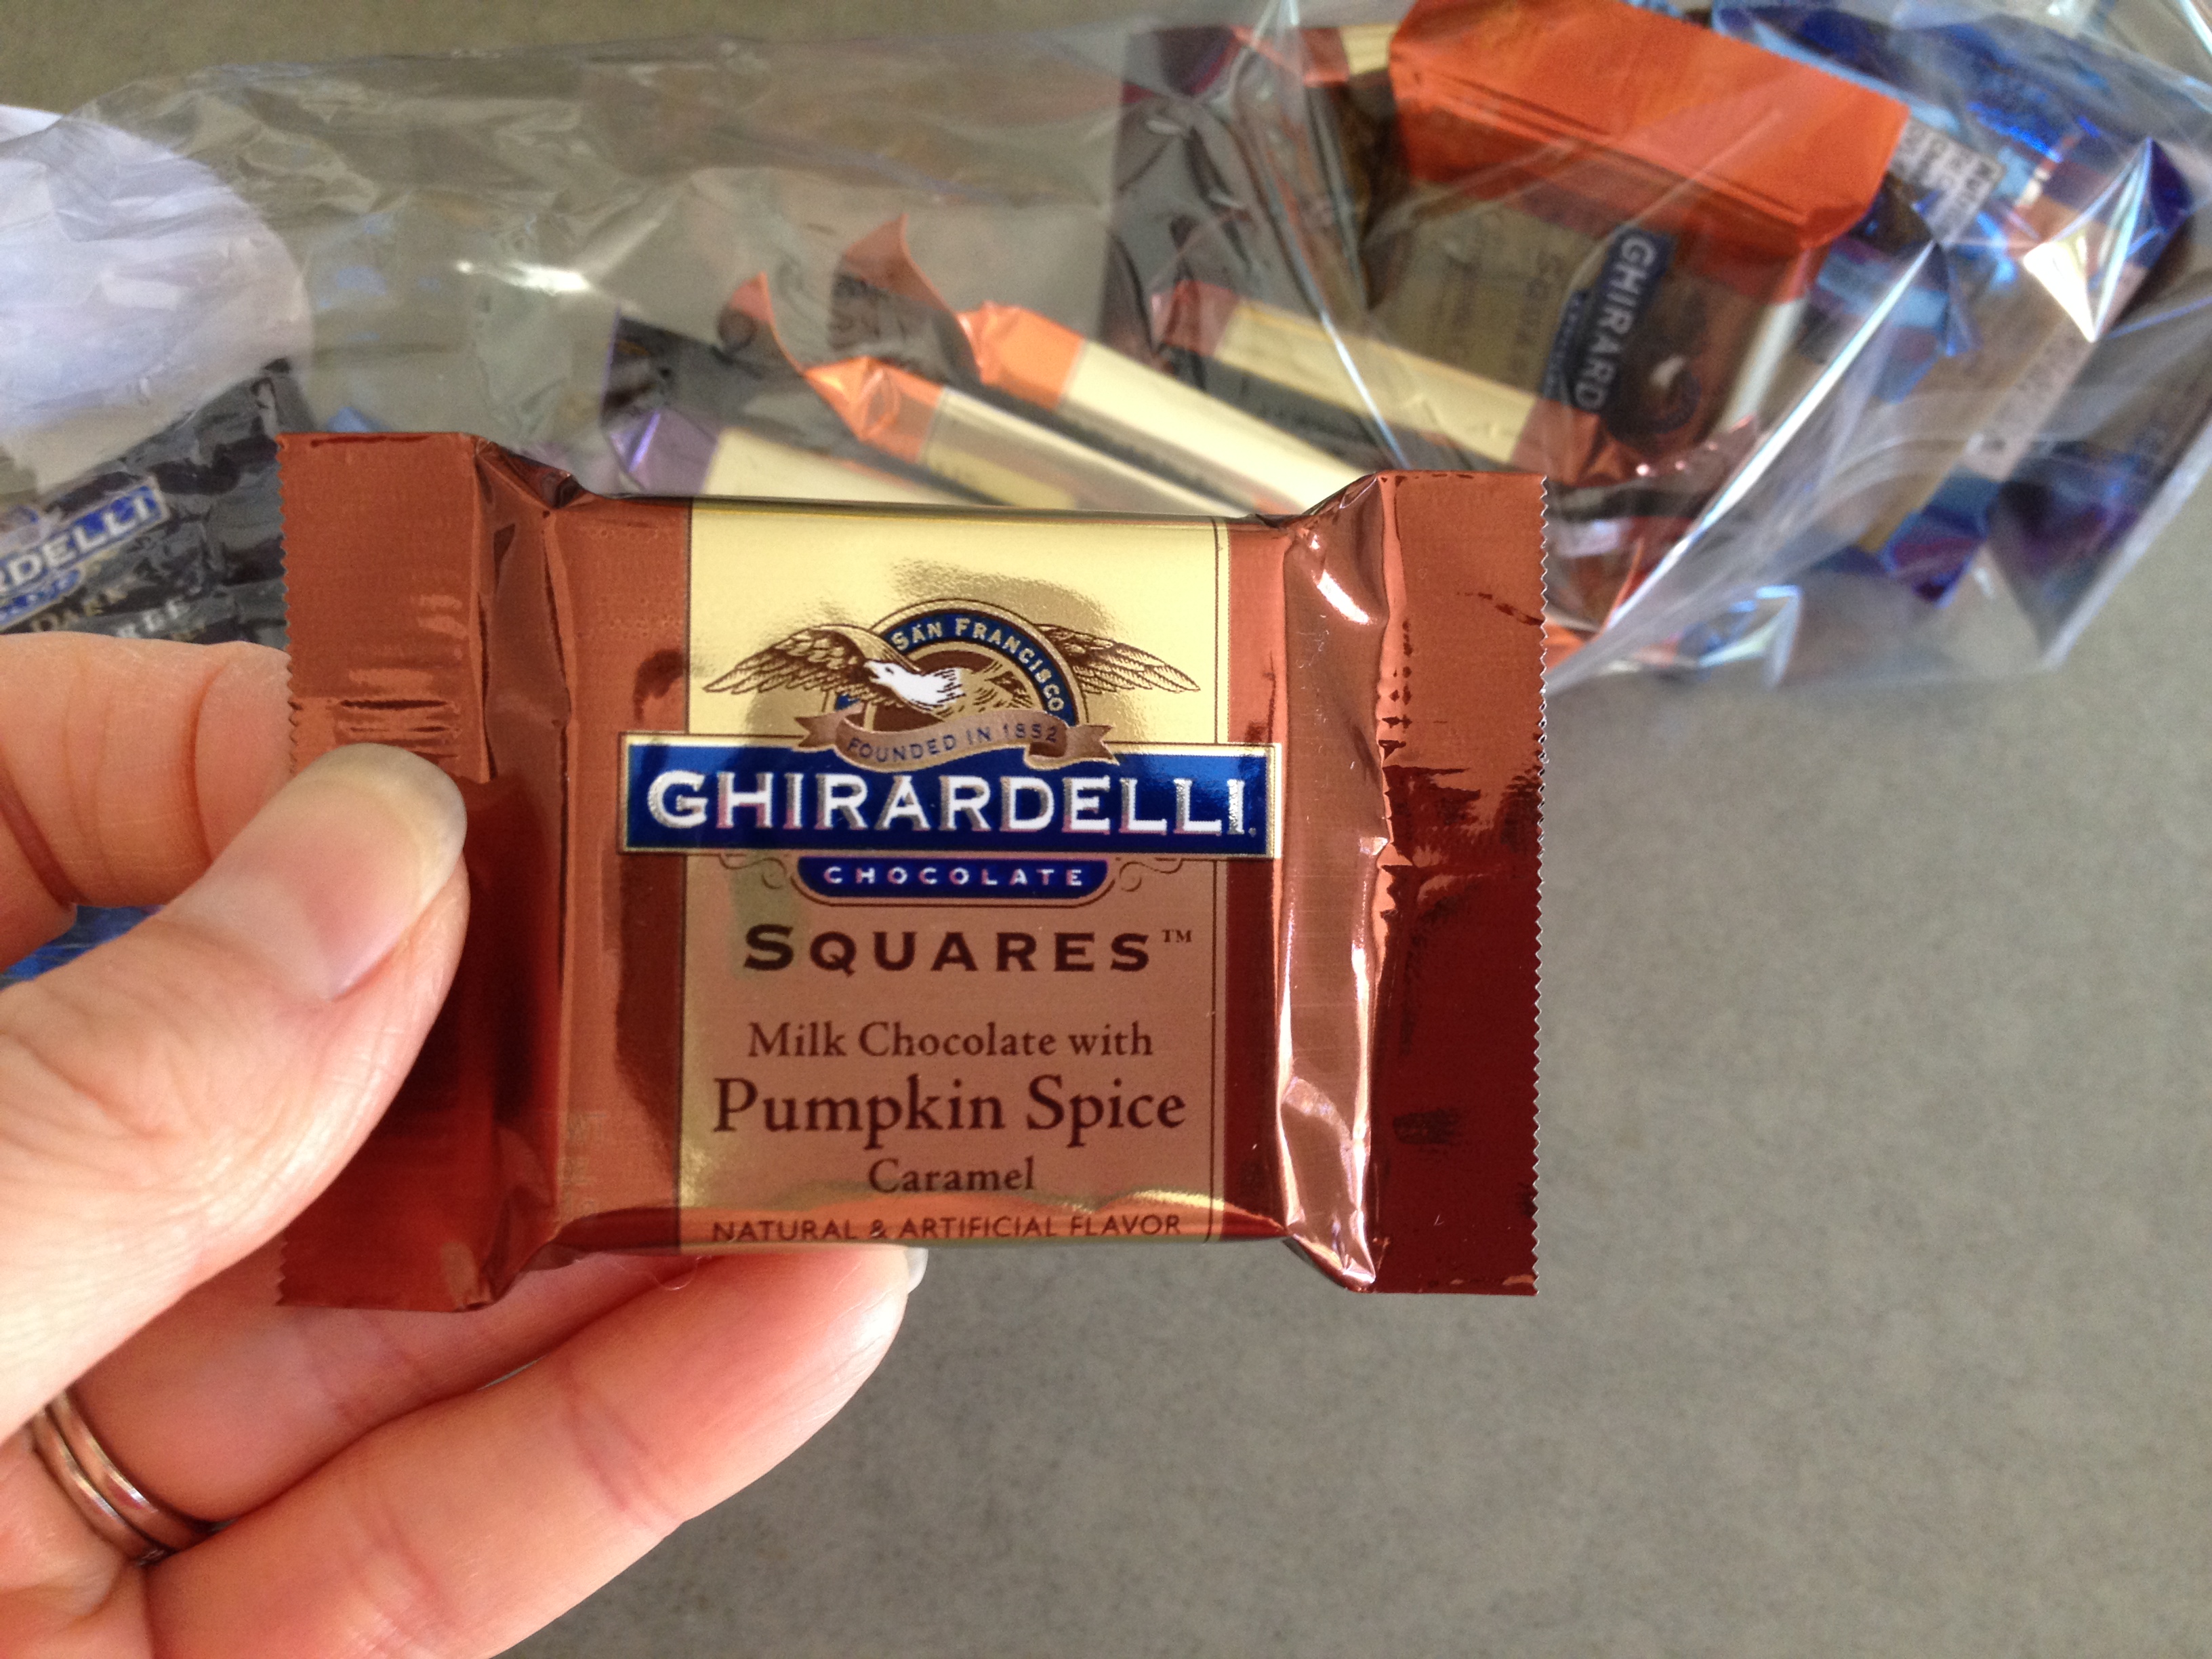 SAN FRANCISCO
FOUNDED IN 1852
GHIRARDELLI
CHOCOLATE
SQUARES™
Milk Chocolate with
Pumpkin Spice
Caramel
NATURAL & ARTIFICIAL FLAVOR
GHIRARD
RDELLI
DARK